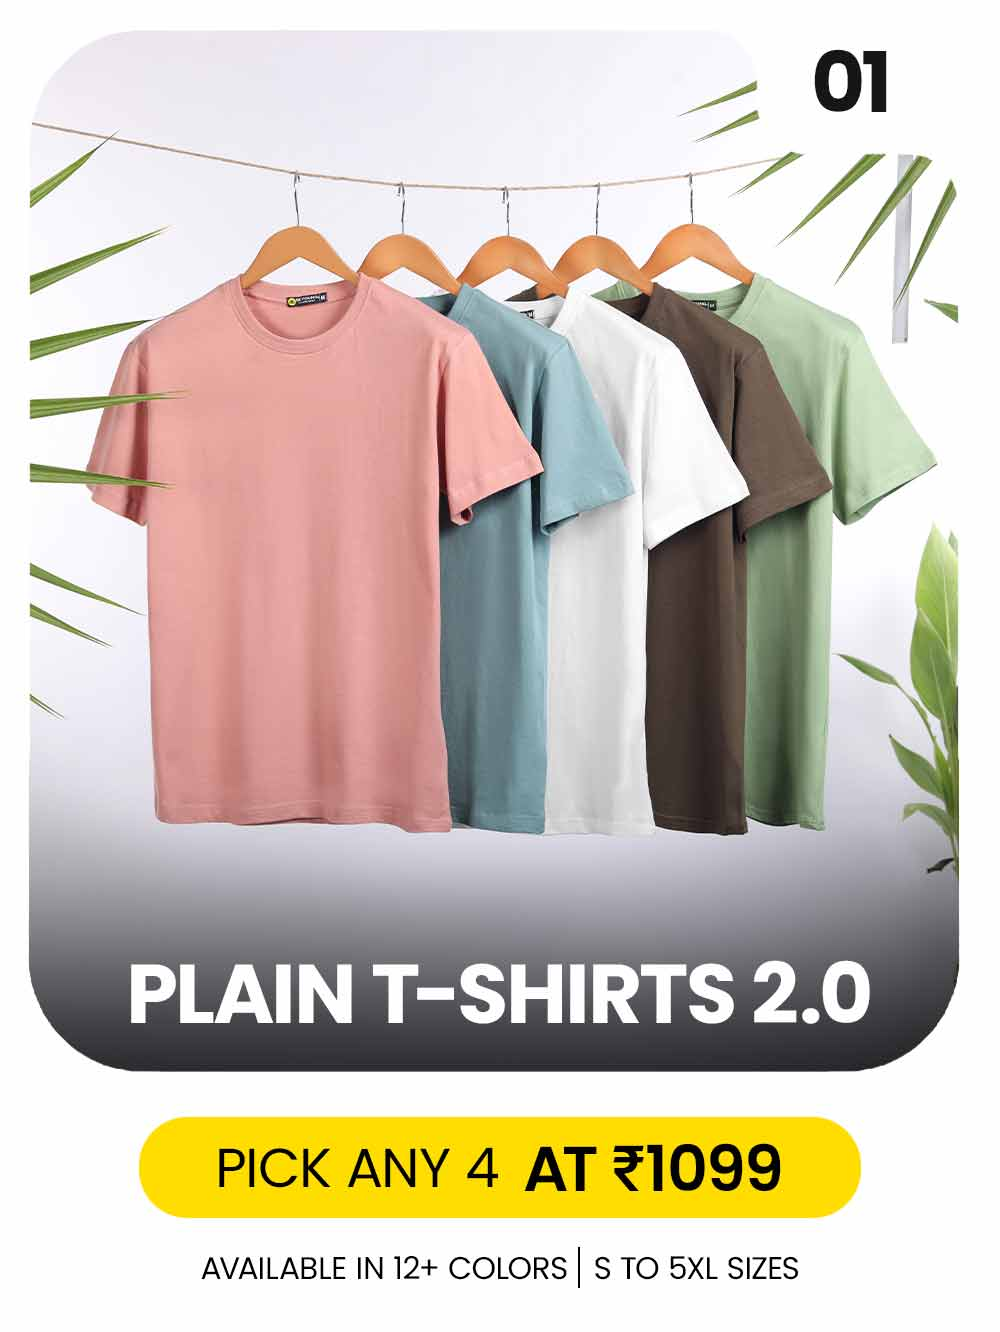 01
PLAIN T-SHIRTS 2.0
PICK ANY 4 AT ₹1099
AVAILABLE IN 12+ COLORS | S TO 5XL SIZES